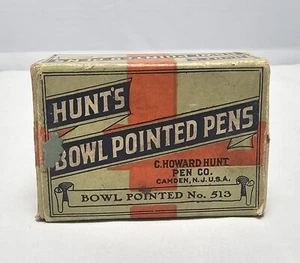 HUNT'S
BOWL POINTED PENS
C. HOWARD HUNT
PEN CO.
CAMDEN, N.J. U.S.A.
BOWL POINTED No. 513